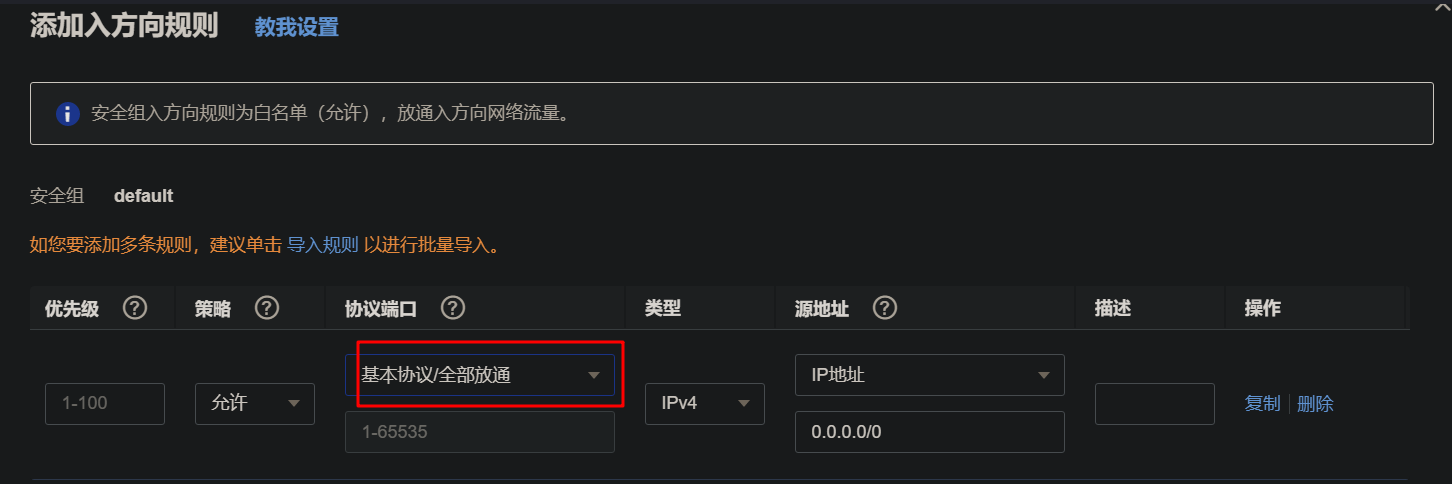 添加入方向规则 教我设置
安全组入方向规则为白名单（允许），放通入方向网络流量。
安全组 default
如您要添加多条规则，建议单击 导入规则 以进行批量导入。
优先级 ? 策略 ? 协议端口 ? 类型 源地址 ? 描述 操作
基本协议/全部放通 IP地址
1-100 允许 IPv4 复制 删除
1-65535 0.0.0.0/0